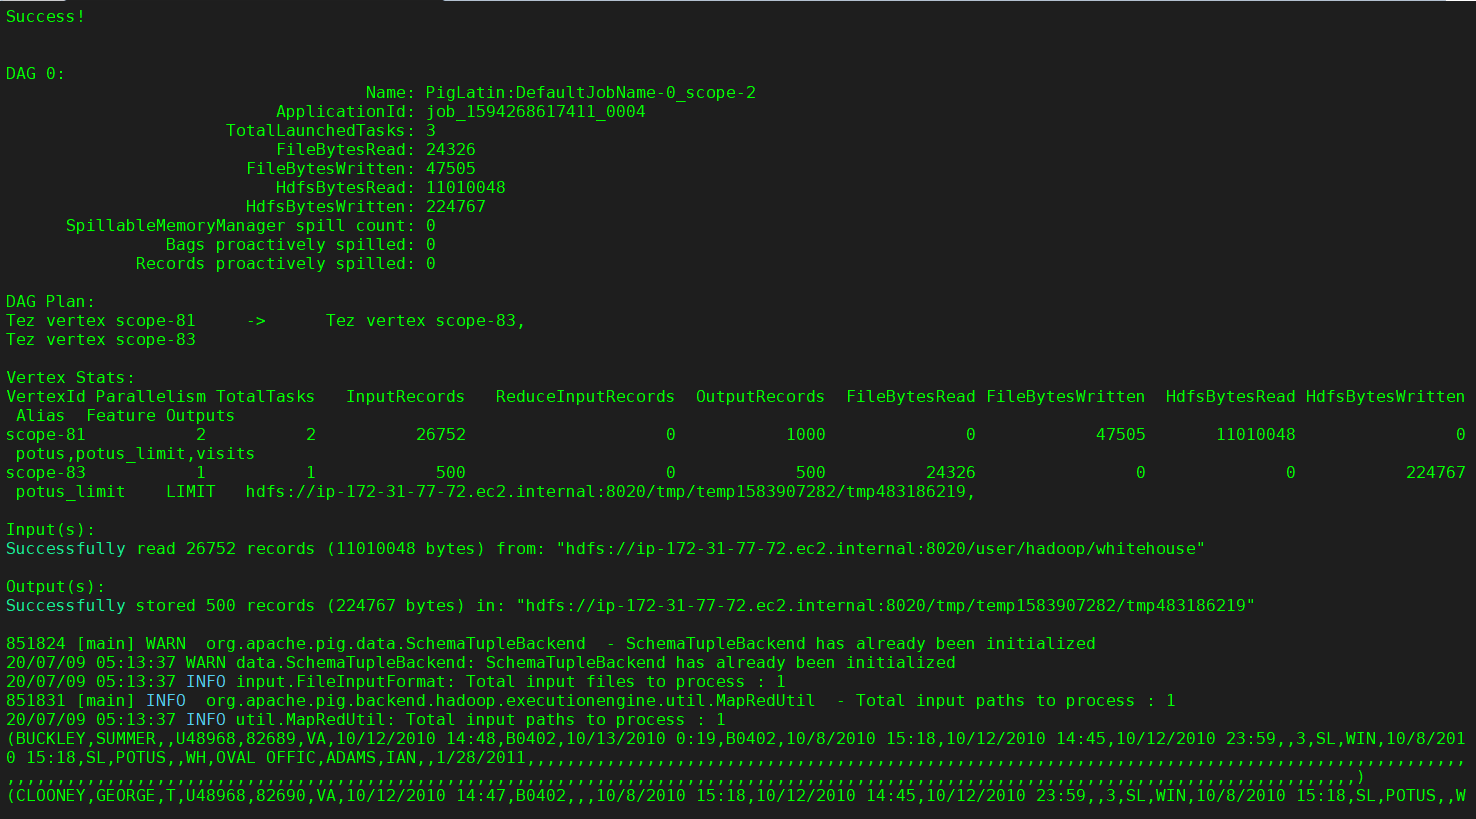 Success!
DAG 0:
Name: PigLatin:DefaultJobName-0_scope-2
ApplicationId: job_1594268617411_0004
TotalLaunchedTasks: 3
FileBytesRead: 24326
FileBytesWritten: 47505
HdfsBytesRead: 11010048
HdfsBytesWritten: 224767
SpillableMemoryManager spill count: 0
Bags proactively spilled: 0
Records proactively spilled: 0
DAG Plan:
Tez vertex scope-81 -> Tez vertex scope-83,
Tez vertex scope-83
Vertex Stats:
VertexId Parallelism TotalTasks InputRecords ReduceInputRecords OutputRecords FileBytesRead FileBytesWritten HdfsBytesRead HdfsBytesWritten
Alias Feature Outputs
scope-81 2 2 26752 0 1000 0 47505 11010048 0
potus,potus_limit,visits
scope-83 1 1 500 0 500 24326 0 0 224767
potus_limit LIMIT hdfs://ip-172-31-77-72.ec2.internal:8020/tmp/temp1583907282/tmp483186219,
Input(s):
Successfully read 26752 records (11010048 bytes) from: "hdfs://ip-172-31-77-72.ec2.internal:8020/user/hadoop/whitehouse"
Output(s):
Successfully stored 500 records (224767 bytes) in: "hdfs://ip-172-31-77-72.ec2.internal:8020/tmp/temp1583907282/tmp483186219"
851824 [main] WARN org.apache.pig.data.SchemaTupleBackend - SchemaTupleBackend has already been initialized
20/07/09 05:13:37 WARN data.SchemaTupleBackend: SchemaTupleBackend has already been initialized
20/07/09 05:13:37 INFO input.FileInputFormat: Total input files to process : 1
851831 [main] INFO org.apache.pig.backend.hadoop.executionengine.util.MapRedUtil - Total input paths to process : 1
20/07/09 05:13:37 INFO util.MapRedUtil: Total input paths to process : 1
(BUCKLEY,SUMMER,,U48968,82689,VA,10/12/2010 14:48,B0402,10/13/2010 0:19,B0402,10/8/2010 15:18,10/12/2010 14:45,10/12/2010 23:59,,3,SL,WIN,10/8/201
0 15:18,SL,POTUS,,WH,OVAL OFFIC,ADAMS,IAN,,1/28/2011,,,,,,,,,,,,,,,,,,,,,,,,,,,,,,,,,,,,,,,,,,,,,,,,,,,,,,,,,,,,,,,,,,,,,,,,,,,,,,,,,,,,,,,,,,,,,,
,,,,,,,,,,,,,,,,,,,,,,,,,,,,,,,,,,,,,,,,,,,,,,,,,,,,,,,,,,,,,,,,,,,,,,,,,,,,,,,,,,,,,,,,,,,,,,,,,,,,,,,,,,,,,,,,,,,,,,,,,,,,,,,,,,,,,,,)
(CLOONEY,GEORGE,T,U48968,82690,VA,10/12/2010 14:47,B0402,,,10/8/2010 15:18,10/12/2010 14:45,10/12/2010 23:59,,3,SL,WIN,10/8/2010 15:18,SL,POTUS,,W